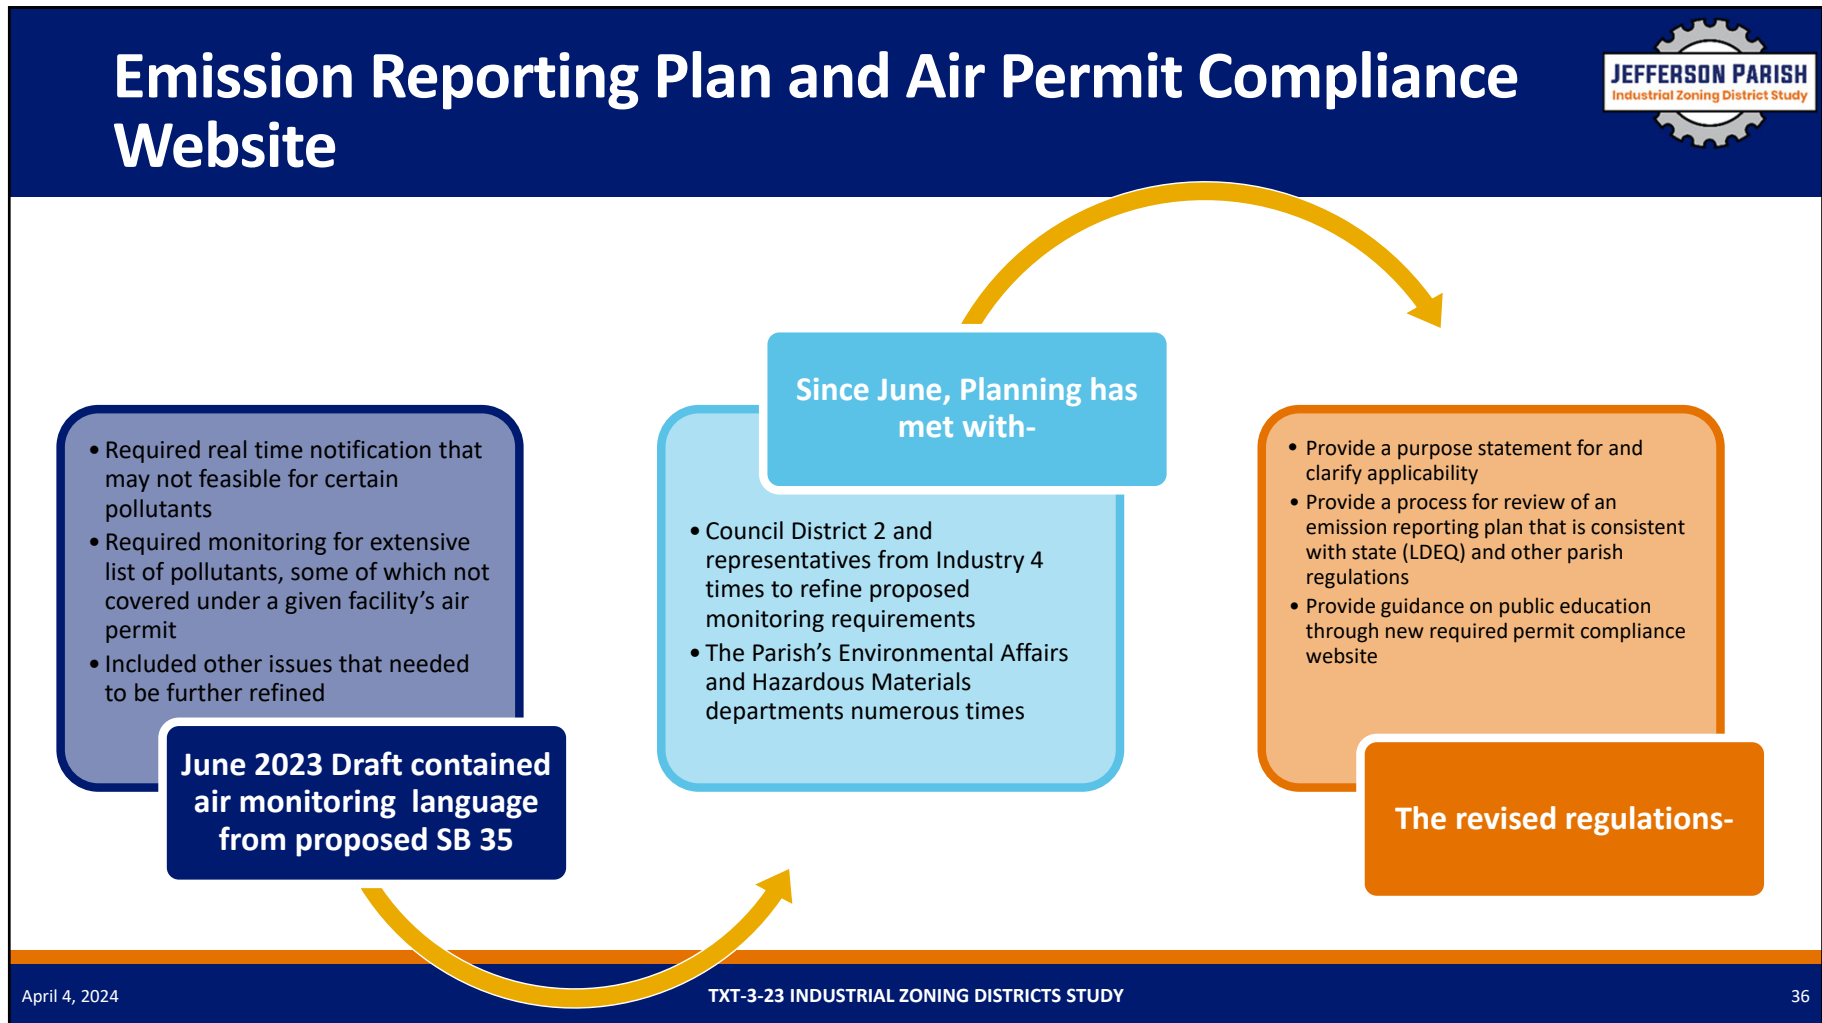 Emission Reporting Plan and Air Permit Compliance
Website
JEFFERSON PARISH
Industrial Zoning District Study
• Required real time notification that
may not feasible for certain
pollutants
• Required monitoring for extensive
list of pollutants, some of which not
covered under a given facility’s air
permit
• Included other issues that needed
to be further refined
June 2023 Draft contained
air monitoring language
from proposed SB 35
Since June, Planning has
met with-
• Council District 2 and
representatives from Industry 4
times to refine proposed
monitoring requirements
• The Parish’s Environmental Affairs
and Hazardous Materials
departments numerous times
• Provide a purpose statement for and
clarify applicability
• Provide a process for review of an
emission reporting plan that is consistent
with state (LDEQ) and other parish
regulations
• Provide guidance on public education
through new required permit compliance
website
The revised regulations-
April 4, 2024
TXT-3-23 INDUSTRIAL ZONING DISTRICTS STUDY
36